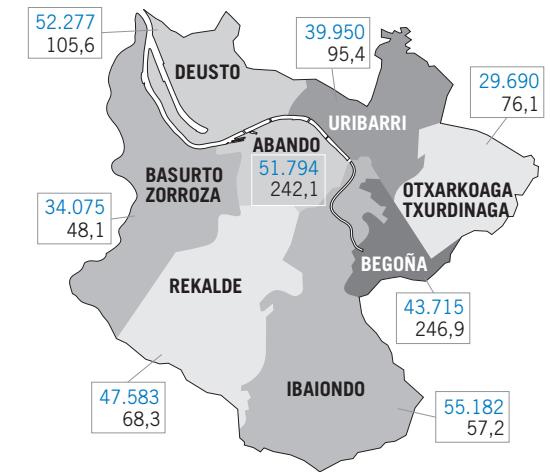 52.277
105,6
DEUSTO
39.950
95,4
URIBARRI
29.690
76,1
ABANDO
51.794
242,1
BASURTO
ZORROZA
OTXARKOAGA
TXURDINAGA
34.075
48,1
BEGOÑA
43.715
246,9
REKALDE
47.583
68,3
IBAIONDO
55.182
57,2